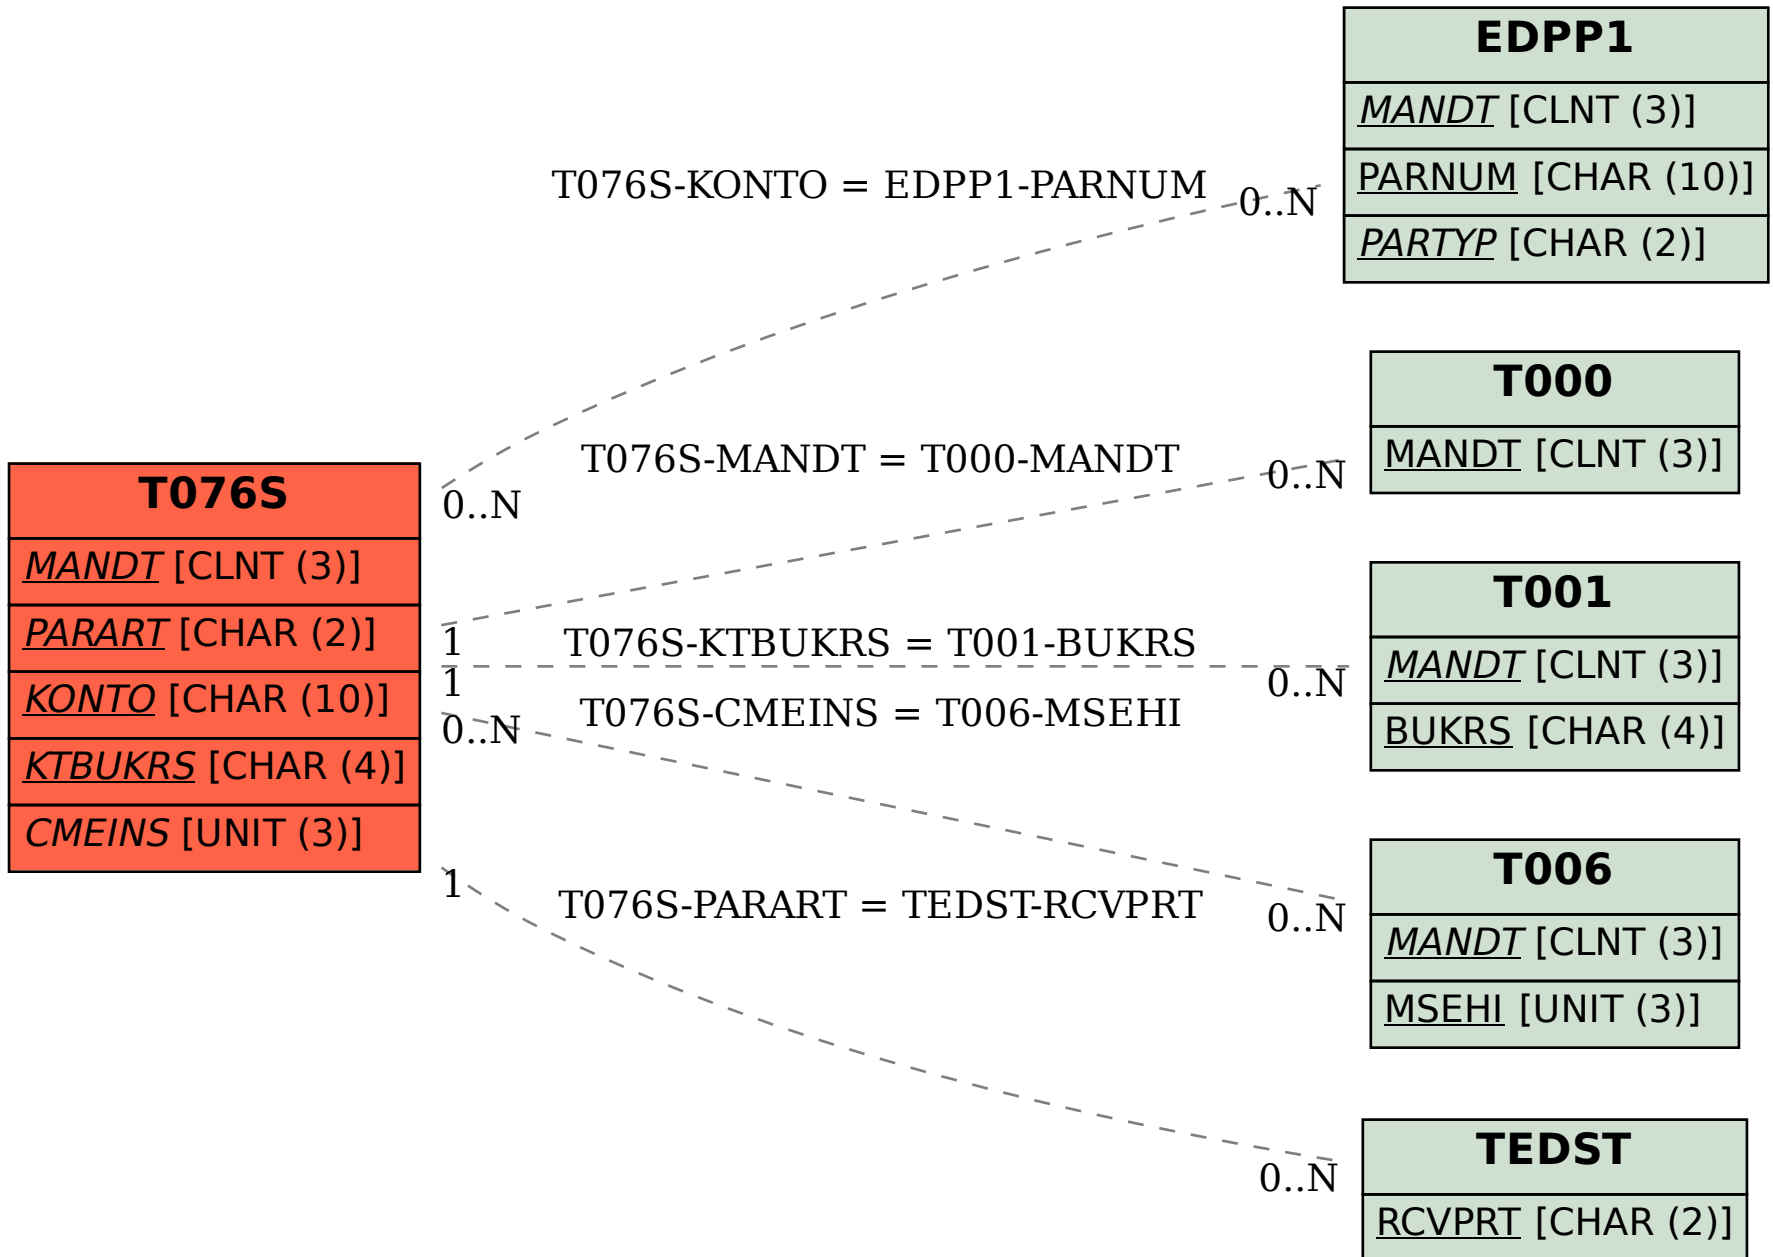 EDPP1
MANDT [CLNT (3)]
PARNUM [CHAR (10)]
PARTYP [CHAR (2)]
T076S-KONTO = EDPP1-PARNUM
0..N
0..N
T000
MANDT [CLNT (3)]
T076S-MANDT = T000-MANDT
0..N
1
T076S
MANDT [CLNT (3)]
PARART [CHAR (2)]
KONTO [CHAR (10)]
KTBUKRS [CHAR (4)]
CMEINS [UNIT (3)]
T001
MANDT [CLNT (3)]
BUKRS [CHAR (4)]
T076S-KTBUKRS = T001-BUKRS
1
0..N
T076S-CMEINS = T006-MSEHI
0..N
0..N
T006
MANDT [CLNT (3)]
MSEHI [UNIT (3)]
T076S-PARART = TEDST-RCVPRT
1
0..N
TEDST
RCVPRT [CHAR (2)]